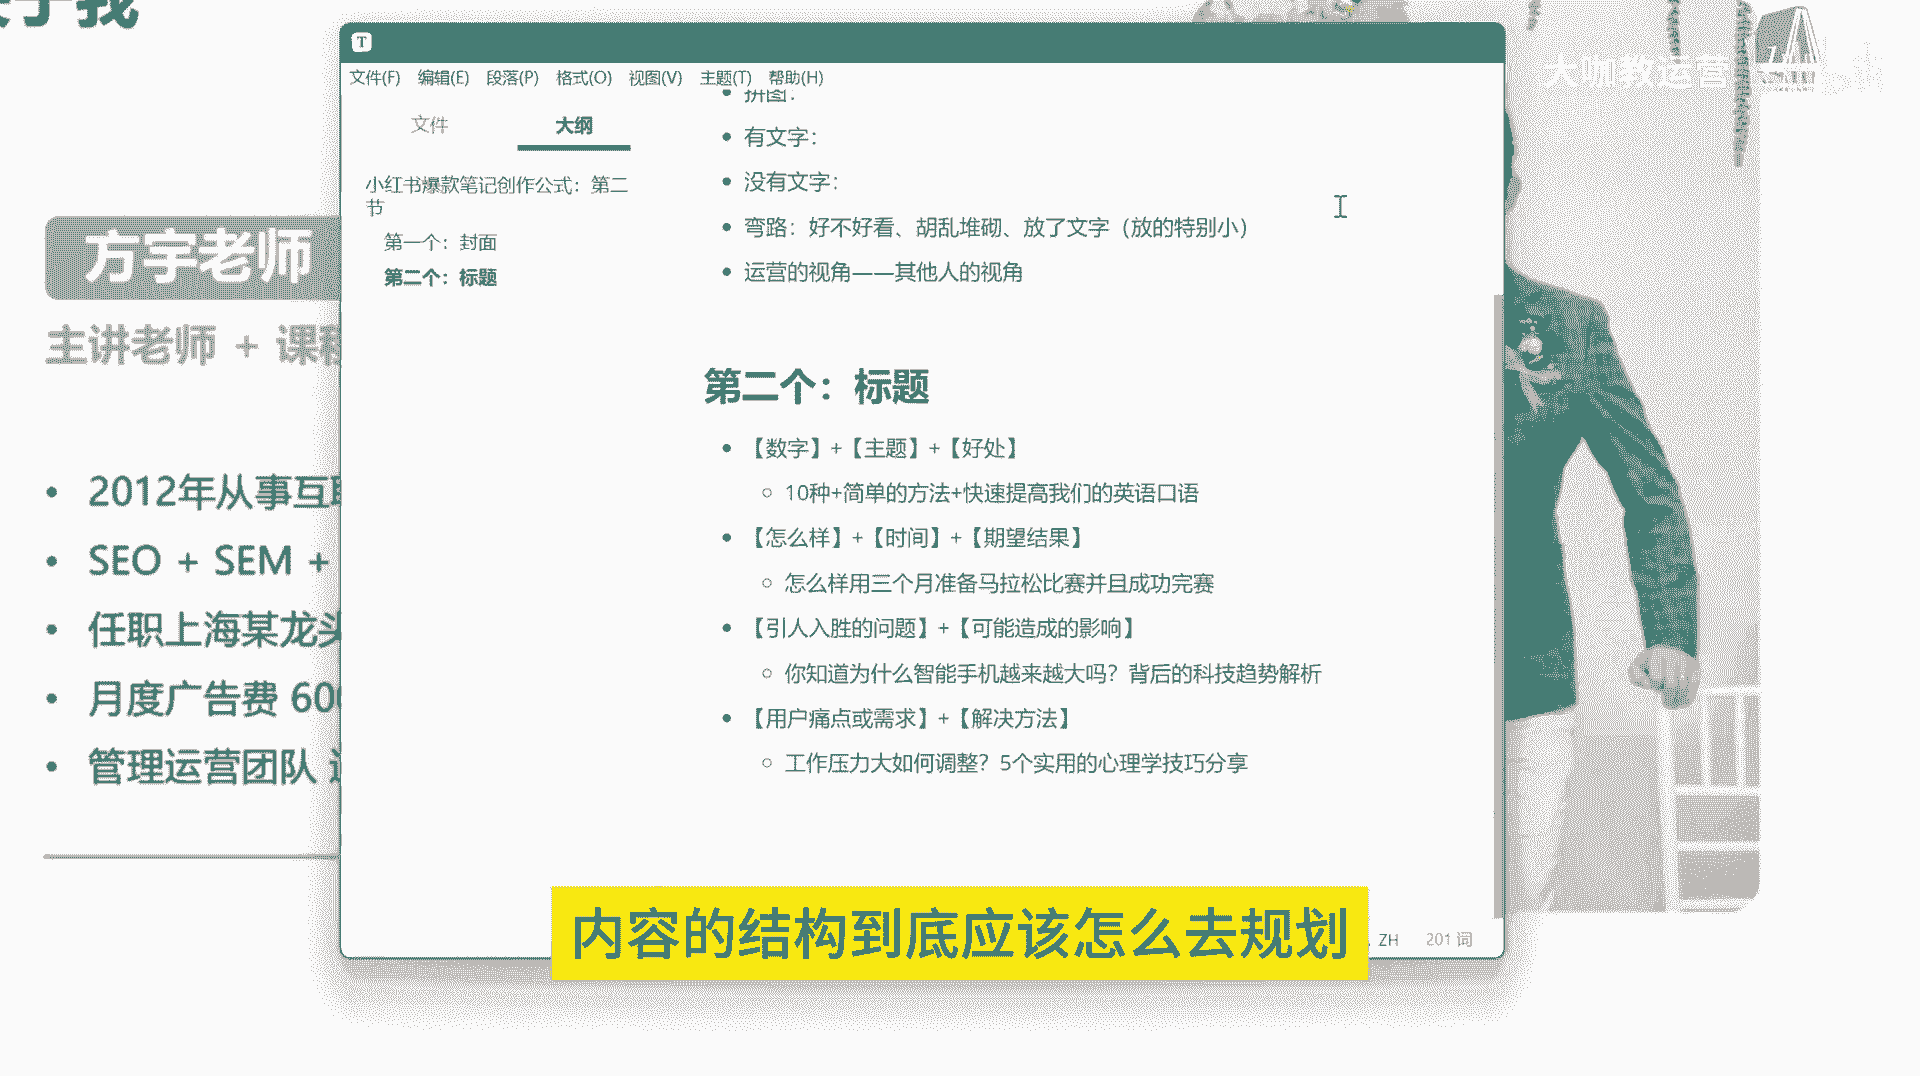 大咖教运营
文件(F) 编辑(E) 段落(P) 格式(O) 视图(V) 主题(T) 帮助(H)
文件 大纲
小红书爆款笔记创作公式：第二
节
第一个：封面
第二个：标题
拼图：
有文字：
没有文字：
弯路：好不好看、胡乱堆砌、放了文字（放的特别小）
运营的视角——其他人的视角
第二个：标题
【数字】+【主题】+【好处】
10种+简单的方法+快速提高我们的英语口语
【怎么样】+【时间】+【期望结果】
怎么样用三个月准备马拉松比赛并且成功完赛
【引人入胜的问题】+【可能造成的影响】
你知道为什么智能手机越来越大吗？背后的科技趋势解析
【用户痛点或需求】+【解决方法】
工作压力大如何调整？5个实用的心理学技巧分享
ZH 201 词
方宇老师
主讲老师 + 课
2012年从事互
SEO + SEM +
任职上海某龙头
月度广告费 60
管理运营团队
内容的结构到底应该怎么去规划